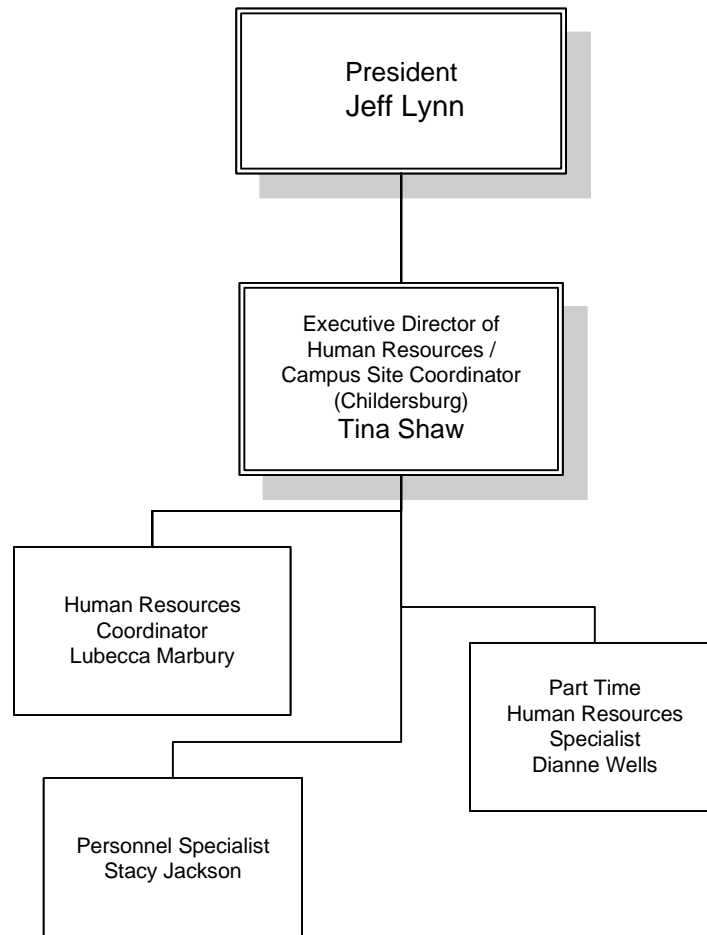 President
Jeff Lynn
Executive Director of
Human Resources /
Campus Site Coordinator
(Childersburg)
Tina Shaw
Human Resources
Coordinator
Lubecca Marbury
Part Time
Human Resources
Specialist
Dianne Wells
Personnel Specialist
Stacy Jackson